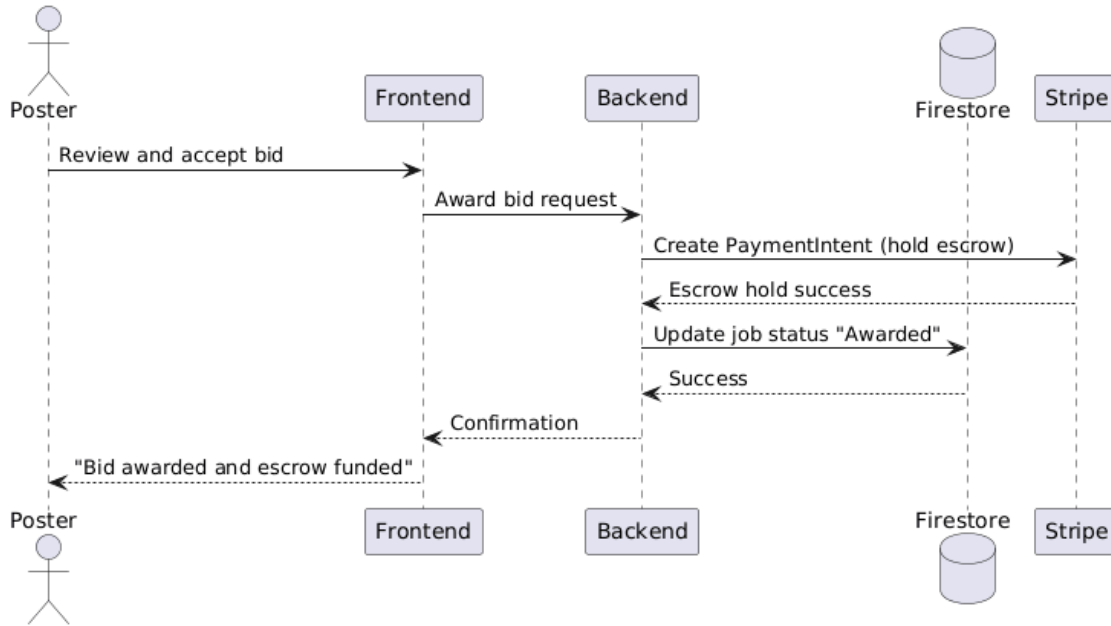 Poster
Frontend
Backend
Firestore
Stripe
Review and accept bid
Award bid request
Create PaymentIntent (hold escrow)
Escrow hold success
Update job status "Awarded"
Success
Confirmation
"Bid awarded and escrow funded"
Poster
Frontend
Backend
Firestore
Stripe